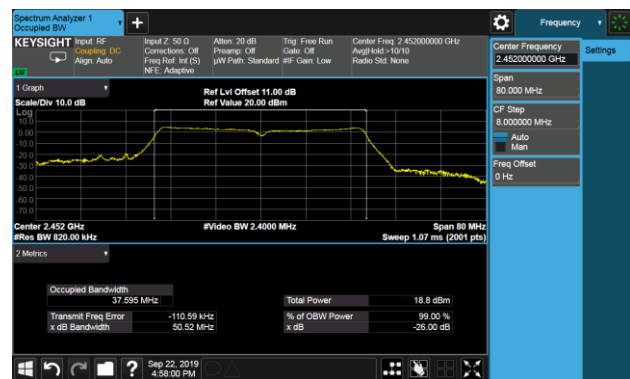 Spectrum Analyzer 1
Occupied BW
+
Frequency
KEYSIGHT
Input: RF
Coupling: DC
Align: Auto
Input Z: 50 Ω
Corrections: Off
Freq Ref: Int (S)
NFE: Adaptive
Atten: 20 dB
Preamp: Off
µW Path: Standard
Trig: Free Run
Gate: Off
#IF Gain: Low
Center Freq: 2.452000000 GHz
Avg|Hold:>10/10
Radio Std: None
Center Frequency
2.452000000 GHz
Settings
Span
80.000 MHz
CF Step
8.000000 MHz
Auto
Man
Freq Offset
0 Hz
1 Graph
Scale/Div 10.0 dB
Ref Lvl Offset 11.00 dB
Ref Value 20.00 dBm
Log
10.0
0.00
-10.0
-20.0
-30.0
-40.0
-50.0
-60.0
-70.0
Center 2.452 GHz
#Video BW 2.4000 MHz
Span 80 MHz
#Res BW 820.00 kHz
Sweep 1.07 ms (2001 pts)
2 Metrics
Occupied Bandwidth
37.595 MHz
Total Power 18.8 dBm
Transmit Freq Error -110.59 kHz
% of OBW Power 99.00 %
x dB Bandwidth 50.52 MHz
x dB -26.00 dB
?
Sep 22, 2019
4:58:00 PM